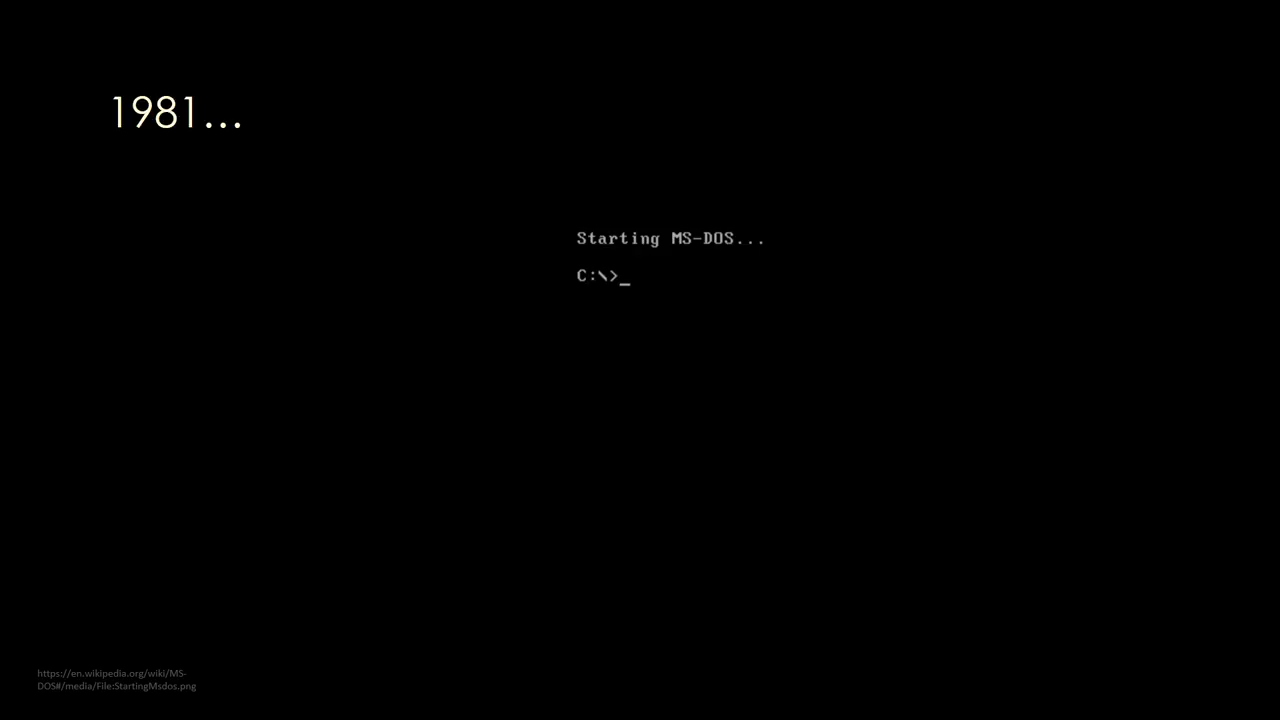 1981...
Starting MS-DOS...
C:\>_
https://en.wikipedia.org/wiki/MS-
DOS#/media/File:StartingMsdos.png